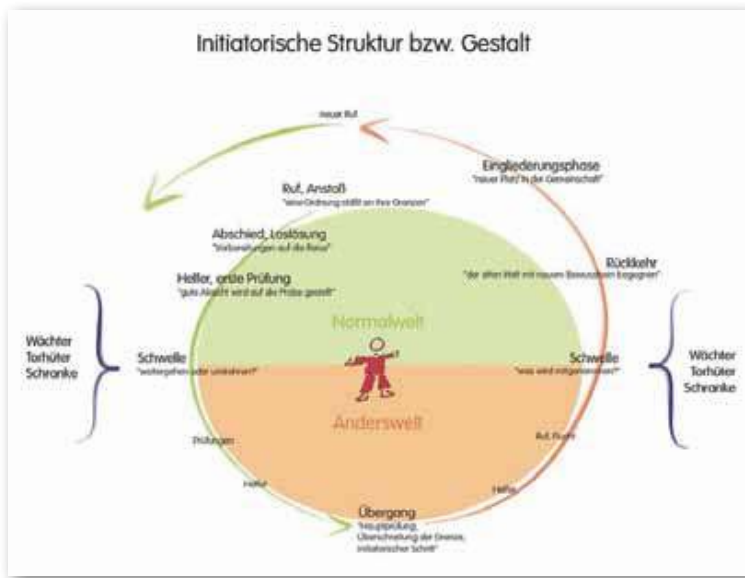 Initiatorische Struktur bzw. Gestalt
neuer Ruf
Ruf, Anstoß
"eine Ordnung stößt an ihre Grenzen"
Abschied, Loslösung
"Vorbereitungen auf die Reise"
Helfer, erste Prüfung
"gute Absicht wird auf die Probe gestellt"
Wächter
Torhüter
Schranke
Schwelle
"weitergehen oder umkehren?"
Prüfungen
Helfer
Übergang
"Hauptprüfung,
Überschreitung der Grenze,
initiatorischer Schritt"
Helfer
Ruf, Flucht
Schwelle
"was wird mitgenommen?"
Wächter
Torhüter
Schranke
Rückkehr
"der alten Welt mit neuem Bewusstsein begegnen"
Eingliederungsphase
"neuer Platz in der Gemeinschaft"
Normalwelt
Anderswelt